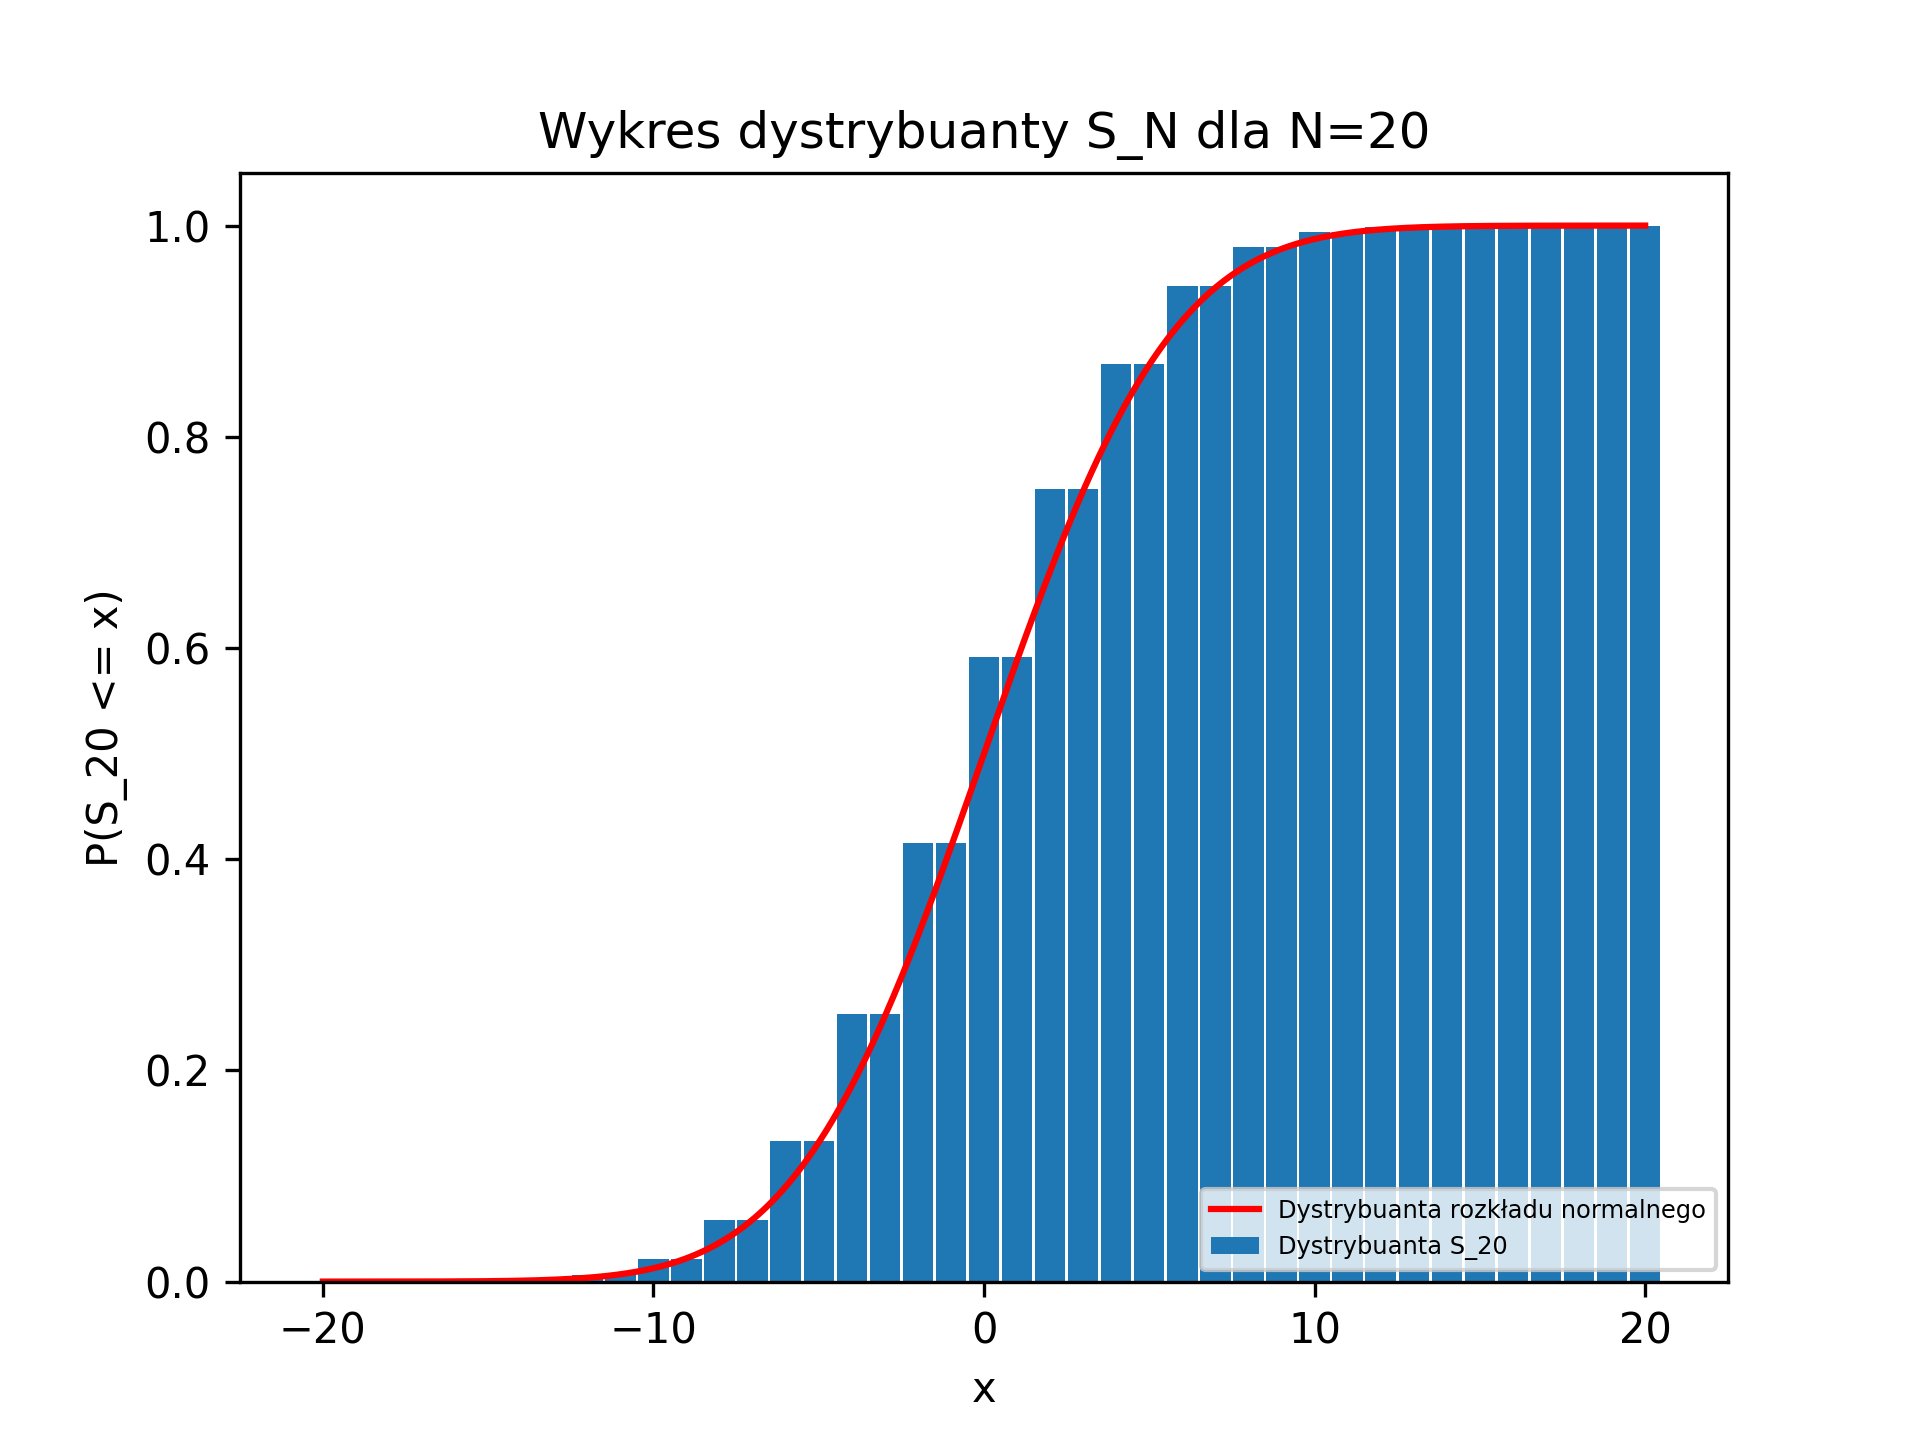 Wykres dystrybuanty S_N dla N=20
P(S_20 <= x)
1.0
0.8
0.6
0.4
0.2
0.0
−20
−10
0
10
20
x
Dystrybuanta rozkładu normalnego
Dystrybuanta S_20